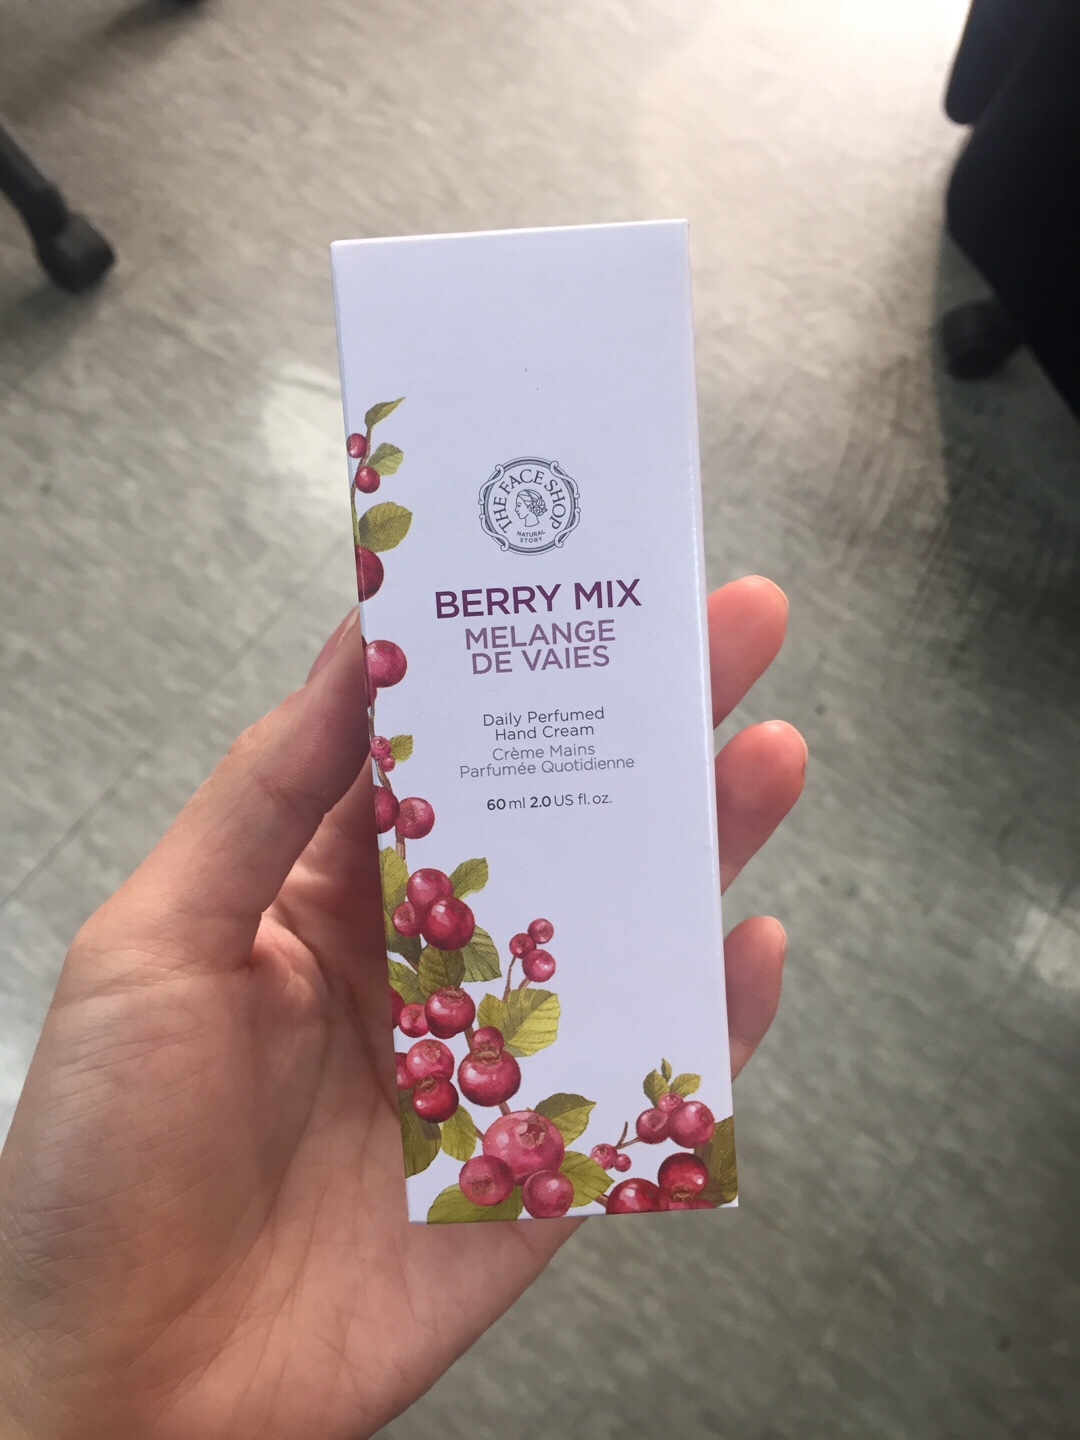 THE FACE SHOP
NATURAL
STORY
BERRY MIX
MELANGE
DE VAIES
Daily Perfumed
Hand Cream
Crème Mains
Parfumée Quotidienne
60 ml 2.0 US fl. oz.